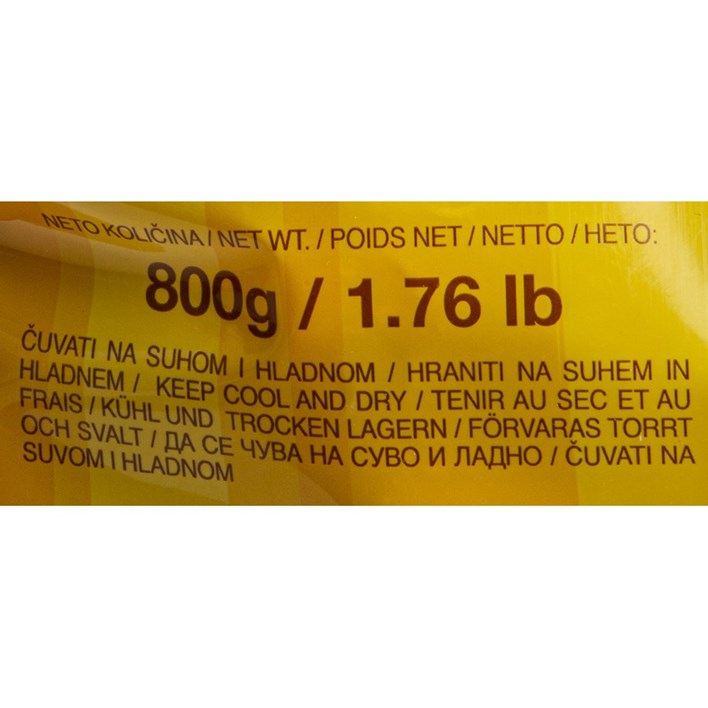 NETO KOLIČINA / NET WT. / POIDS NET / NETTO / НЕТО:
800g / 1.76 lb
ČUVATI NA SUHOM I HLADNOM / HRANITI NA SUHEM IN
HLADNEM / KEEP COOL AND DRY / TENIR AU SEC ET AU
FRAIS / KÜHL UND TROCKEN LAGERN / FÖRVARAS TORRT
OCH SVALT / ДА СЕ ЧУВА НА СУВО И ЛАДНО / ČUVATI NA
SUVOM I HLADNOM